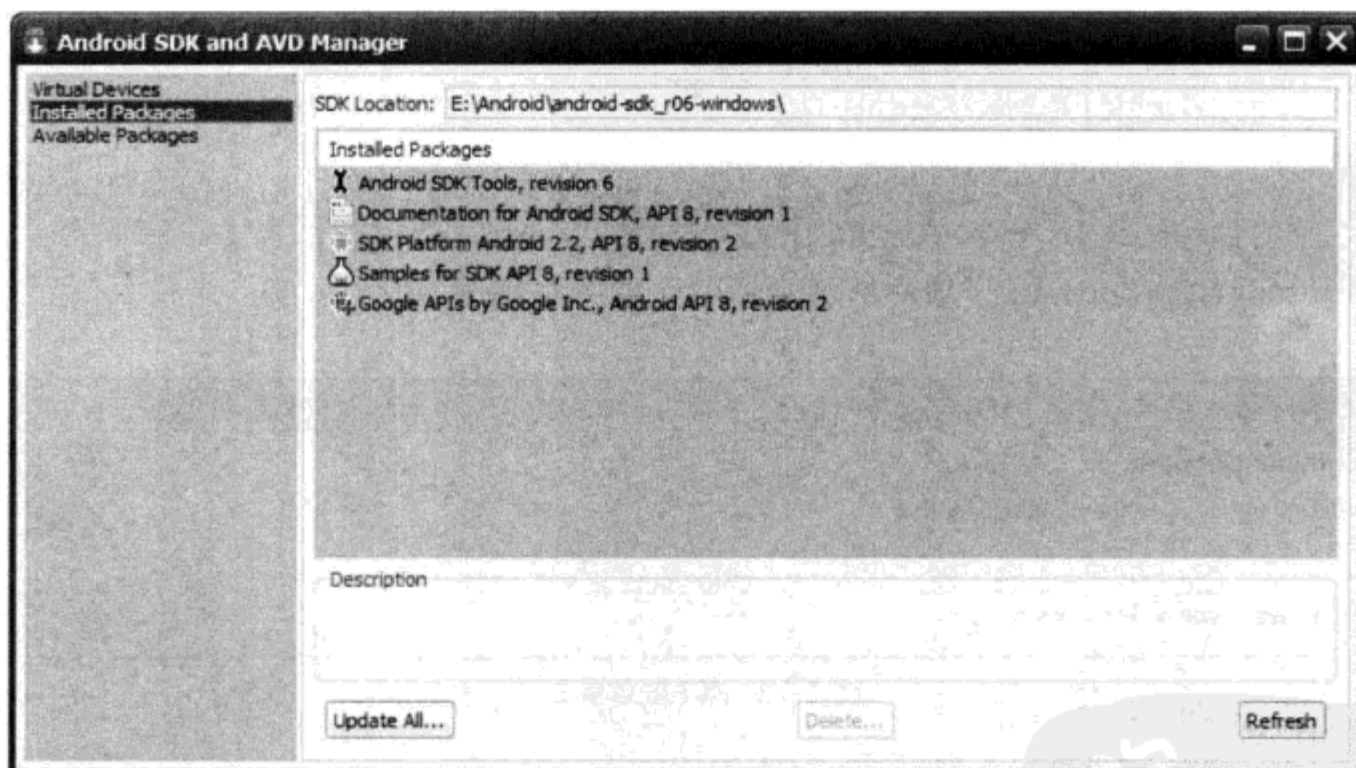 Android SDK and AVD Manager
Virtual Devices
Installed Packages
Available Packages
SDK Location: E:\Android\android-sdk_r06-windows\
Installed Packages
Android SDK Tools, revision 6
Documentation for Android SDK, API 8, revision 1
SDK Platform Android 2.2, API 8, revision 2
Samples for SDK API 8, revision 1
Google APIs by Google Inc., Android API 8, revision 2
Description
Update All...
Delete...
Refresh